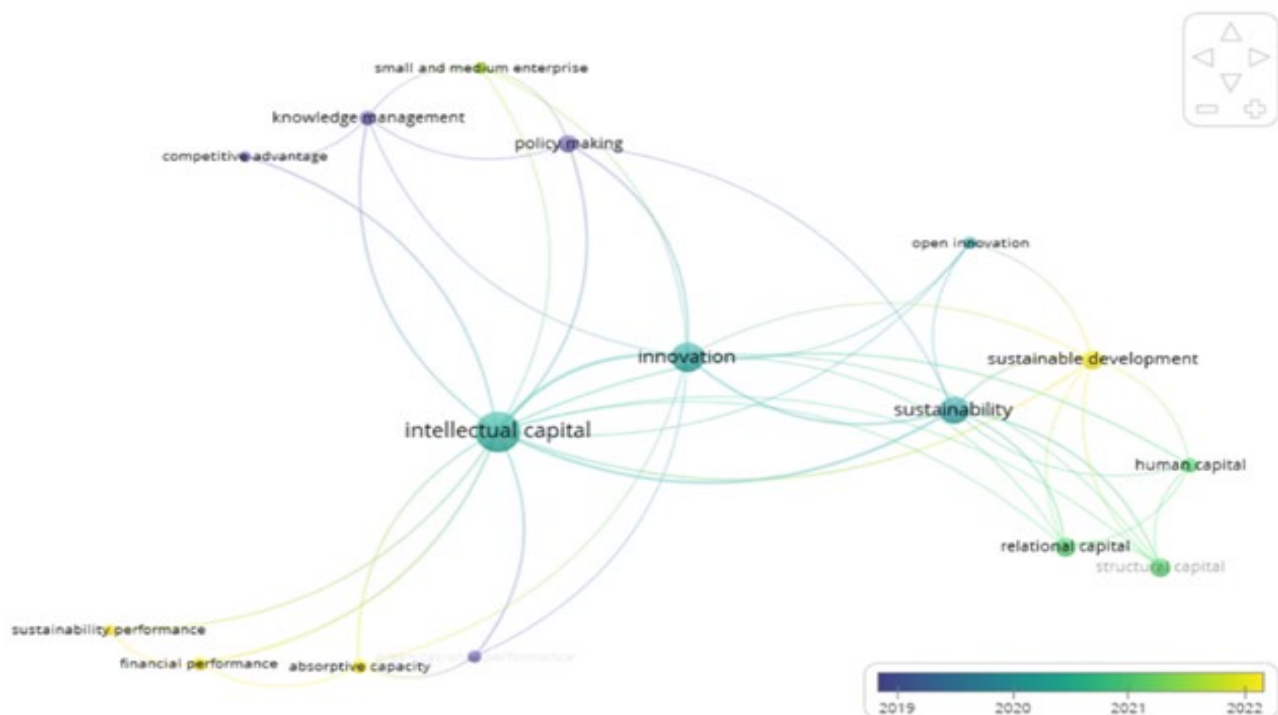 small and medium enterprise
knowledge management
policy making
competitive advantage
open innovation
innovation
sustainable development
sustainability
intellectual capital
human capital
relational capital
structural capital
sustainability performance
financial performance
absorptive capacity
performance
2019
2020
2021
2022